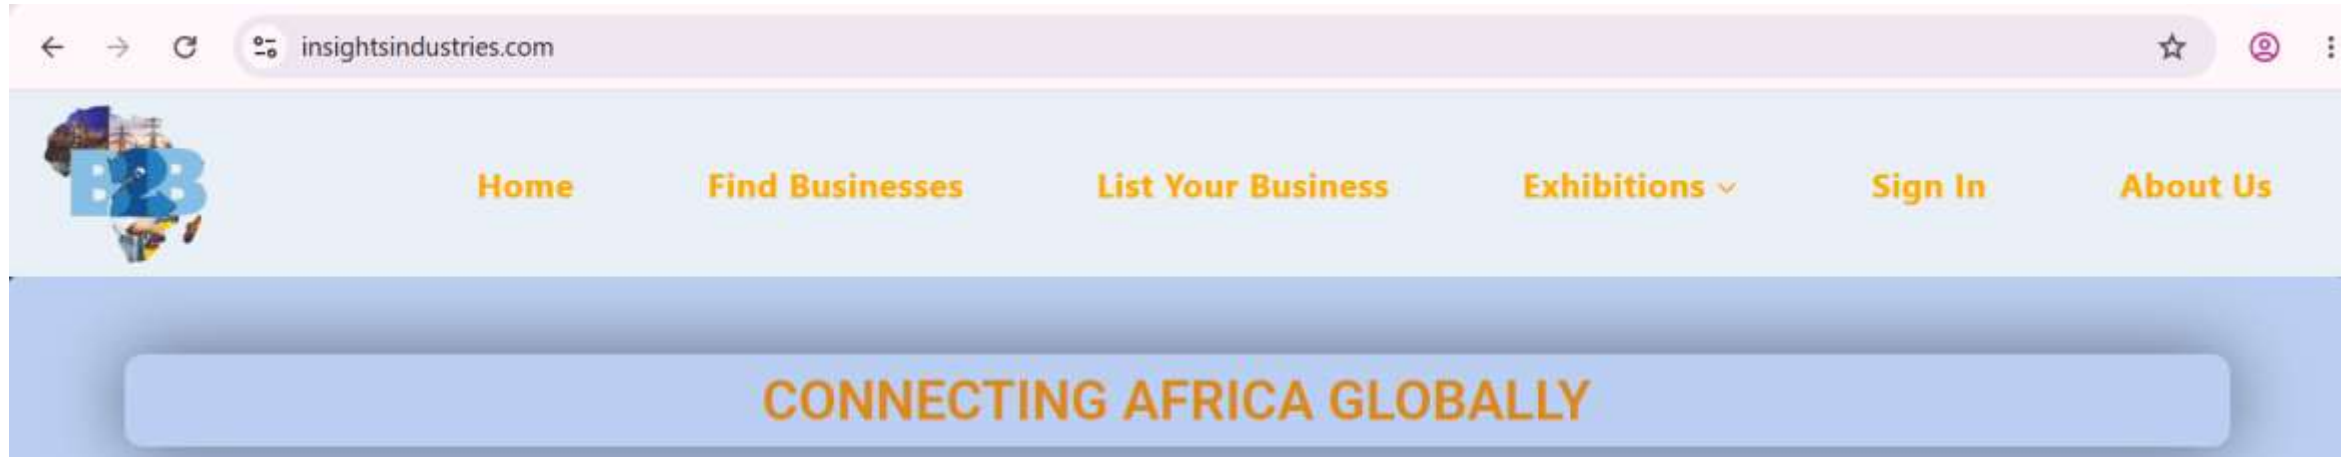 insightsindustries.com
B2B
Home Find Businesses List Your Business Exhibitions Sign In About Us
CONNECTING AFRICA GLOBALLY